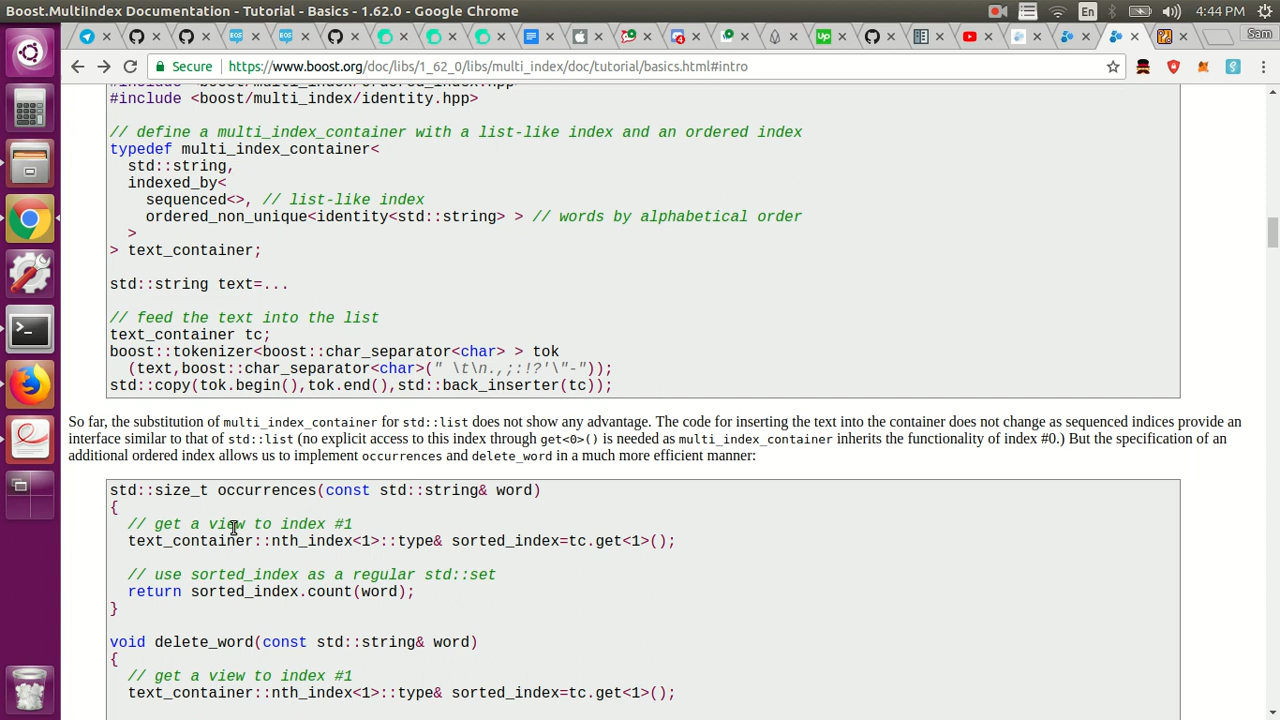 Boost.MultiIndex Documentation - Tutorial - Basics - 1.62.0 - Google Chrome
En
4:44 PM
Sam
Secure
https://www.boost.org/doc/libs/1_62_0/libs/multi_index/doc/tutorial/basics.html#intro
#include <boost/multi_index/ordered_index.hpp>
#include <boost/multi_index/identity.hpp>
// define a multi_index_container with a list-like index and an ordered index
typedef multi_index_container<
std::string,
indexed_by<
sequenced<>, // list-like index
ordered_non_unique<identity<std::string> > // words by alphabetical order
>
> text_container;
std::string text=...
// feed the text into the list
text_container tc;
boost::tokenizer<boost::char_separator<char> > tok
(text,boost::char_separator<char>(" \t\n.,;:!?'\"-"));
std::copy(tok.begin(),tok.end(),std::back_inserter(tc));
So far, the substitution of multi_index_container for std::list does not show any advantage. The code for inserting the text into the container does not change as sequenced indices provide an
interface similar to that of std::list (no explicit access to this index through get<0>() is needed as multi_index_container inherits the functionality of index #0.) But the specification of an
additional ordered index allows us to implement occurrences and delete_word in a much more efficient manner:
std::size_t occurrences(const std::string& word)
{
// get a view to index #1
text_container::nth_index<1>::type& sorted_index=tc.get<1>();
// use sorted_index as a regular std::set
return sorted_index.count(word);
}
void delete_word(const std::string& word)
{
// get a view to index #1
text_container::nth_index<1>::type& sorted_index=tc.get<1>();